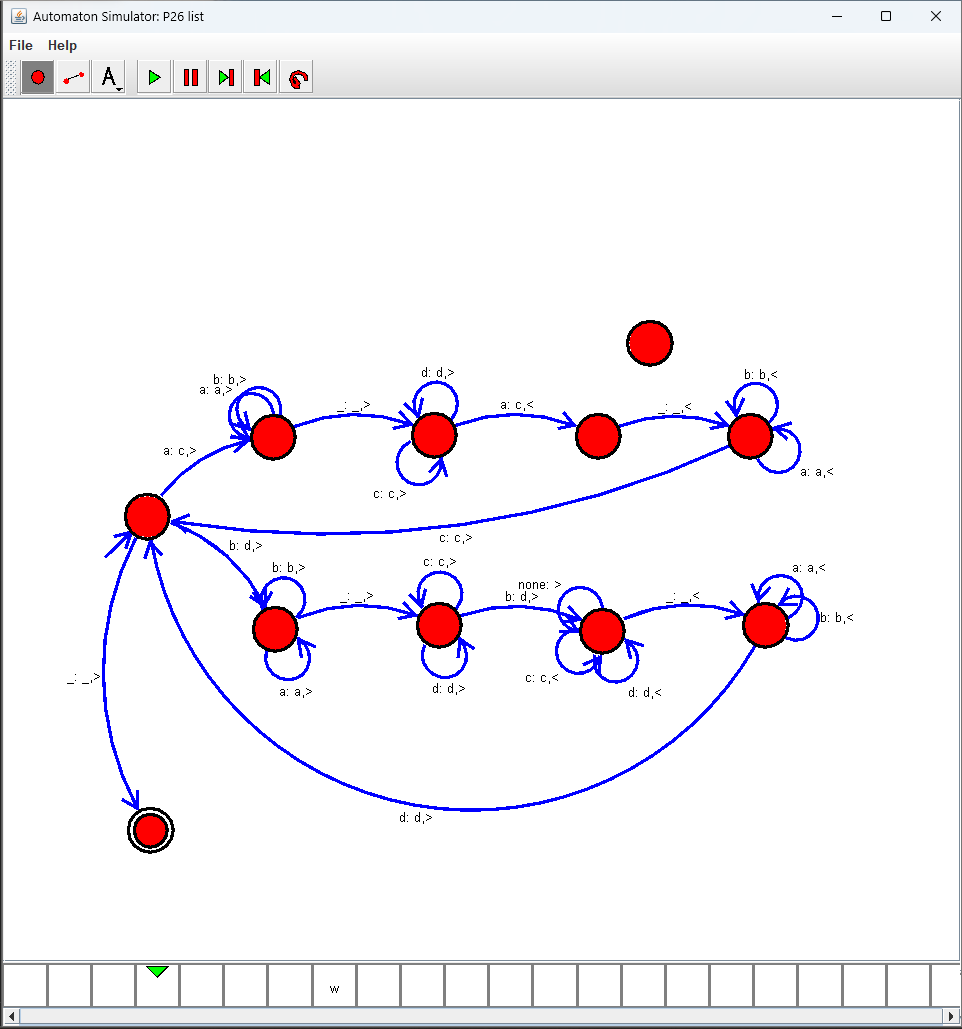 Automaton Simulator: P26 list
File Help
A
b: b,>
a: a,>
_: _,>
d: d,>
a: c,<
_: _,<
b: b,<
a: c,>
c: c,>
a: a,<
c: c,>
b: d,>
b: b,>
_: _,>
c: c,>
none: >
b: d,>
_: _,<
a: a,<
b: b,<
_: _,>
a: a,>
d: d,>
c: c,<
d: d,<
d: d,>
w